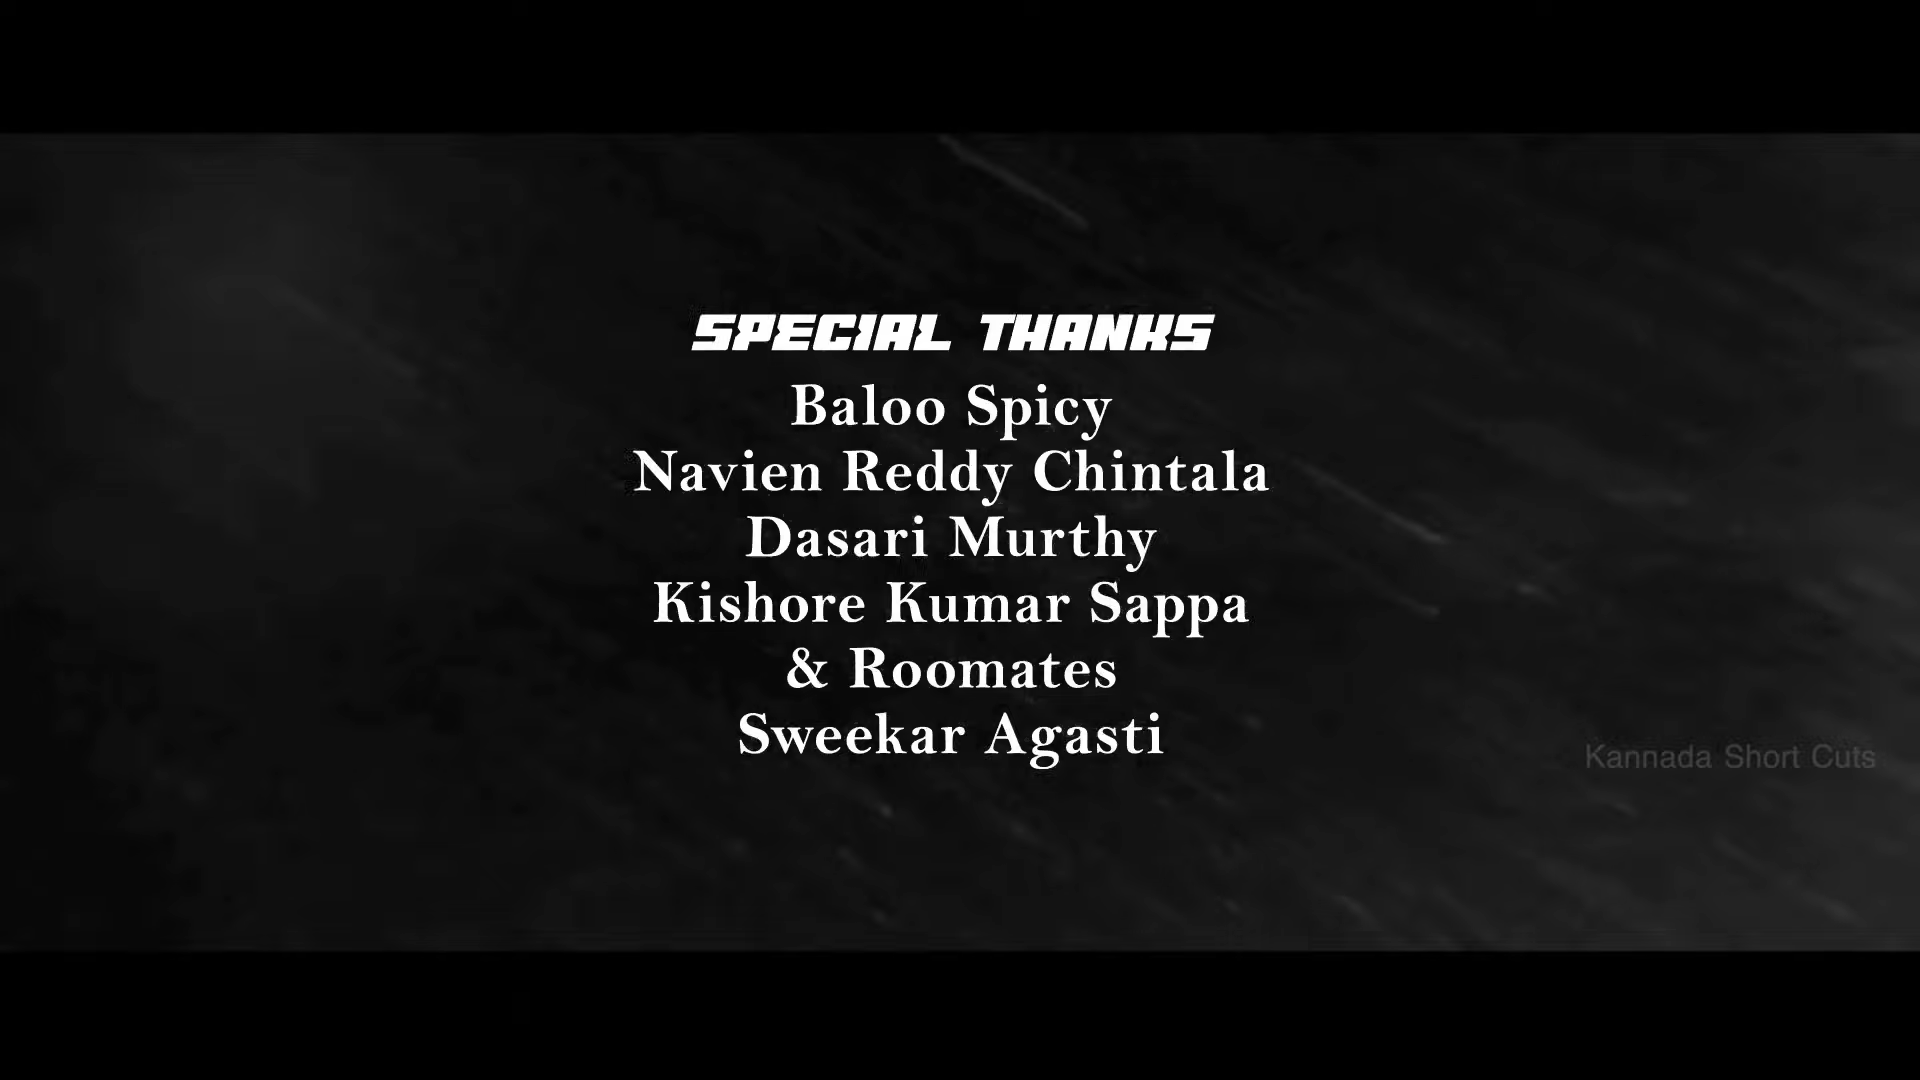 SPECIAL THANKS
Baloo Spicy
Navien Reddy Chintala
Dasari Murthy
Kishore Kumar Sappa
& Roomates
Sweekar Agasti
Kannada Short Cuts